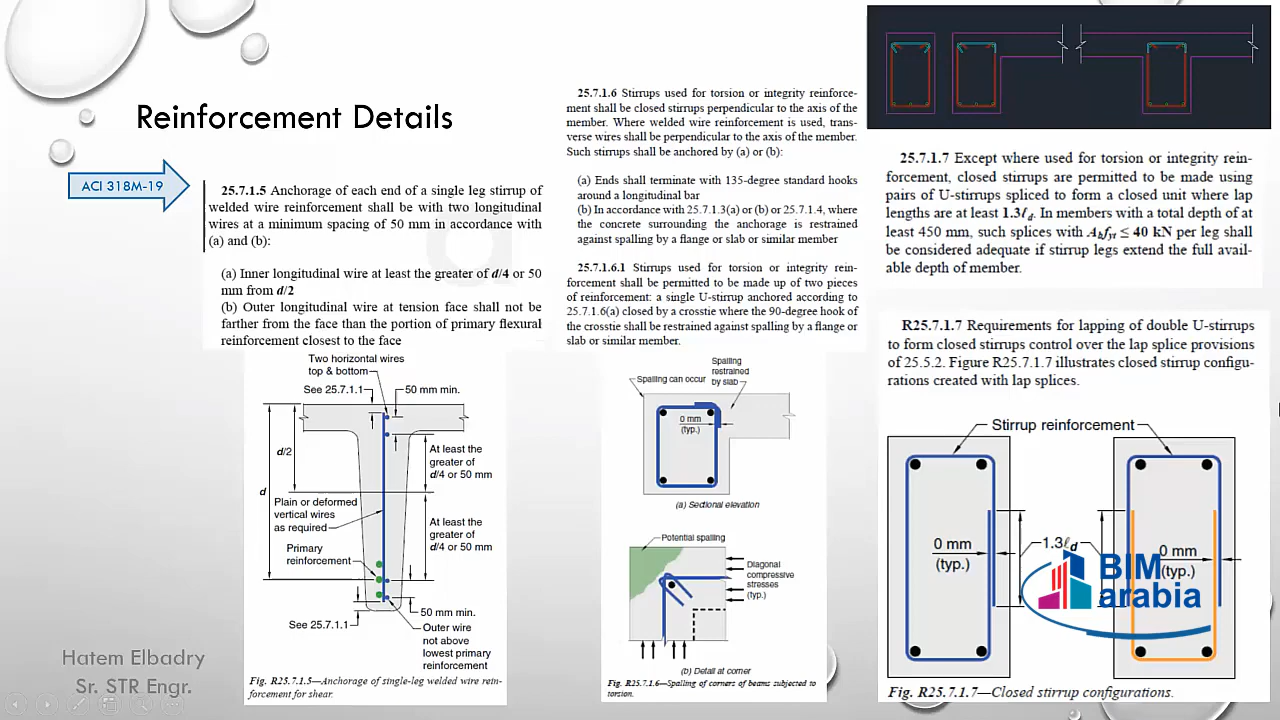 Reinforcement Details
ACI 318M-19
25.7.1.5 Anchorage of each end of a single leg stirrup of
welded wire reinforcement shall be with two longitudinal
wires at a minimum spacing of 50 mm in accordance with
(a) and (b):
(a) Inner longitudinal wire at least the greater of d/4 or 50
mm from d/2
(b) Outer longitudinal wire at tension face shall not be
farther from the face than the portion of primary flexural
reinforcement closest to the face
Two horizontal wires
top & bottom
See 25.7.1.1
50 mm min.
d/2
d
At least the
greater of
d/4 or 50 mm
Plain or deformed
vertical wires
as required
At least the
greater of
d/4 or 50 mm
Primary
reinforcement
50 mm min.
See 25.7.1.1
Outer wire
not above
lowest primary
reinforcement
Fig. R25.7.1.5—Anchorage of single-leg welded wire rein-
forcement for shear.
25.7.1.6 Stirrups used for torsion or integrity reinforce-
ment shall be closed stirrups perpendicular to the axis of the
member. Where welded wire reinforcement is used, trans-
verse wires shall be perpendicular to the axis of the member.
Such stirrups shall be anchored by (a) or (b):
(a) Ends shall terminate with 135-degree standard hooks
around a longitudinal bar
(b) In accordance with 25.7.1.3(a) or (b) or 25.7.1.4, where
the concrete surrounding the anchorage is restrained
against spalling by a flange or slab or similar member
25.7.1.6.1 Stirrups used for torsion or integrity rein-
forcement shall be permitted to be made up of two pieces
of reinforcement: a single U-stirrup anchored according to
25.7.1.6(a) closed by a crosstie where the 90-degree hook of
the crosstie shall be restrained against spalling by a flange or
slab or similar member.
Spalling can occur
Spalling
restrained
by slab
0 mm
(typ.)
(a) Sectional elevation
Potential spalling
Diagonal
compressive
stresses
(typ.)
(b) Detail at corner
Fig. R25.7.1.6—Spalling of corners of beams subjected to
torsion.
25.7.1.7 Except where used for torsion or integrity rein-
forcement, closed stirrups are permitted to be made using
pairs of U-stirrups spliced to form a closed unit where lap
lengths are at least 1.3ℓd. In members with a total depth of at
least 450 mm, such splices with Abfyt ≤ 40 kN per leg shall
be considered adequate if stirrup legs extend the full avail-
able depth of member.
R25.7.1.7 Requirements for lapping of double U-stirrups
to form closed stirrups control over the lap splice provisions
of 25.5.2. Figure R25.7.1.7 illustrates closed stirrup configu-
rations created with lap splices.
Stirrup reinforcement
0 mm
(typ.)
1.3ℓd
0 mm
(typ.)
BIM
arabia
Fig. R25.7.1.7—Closed stirrup configurations.
Hatem Elbadry
Sr. STR Engr.